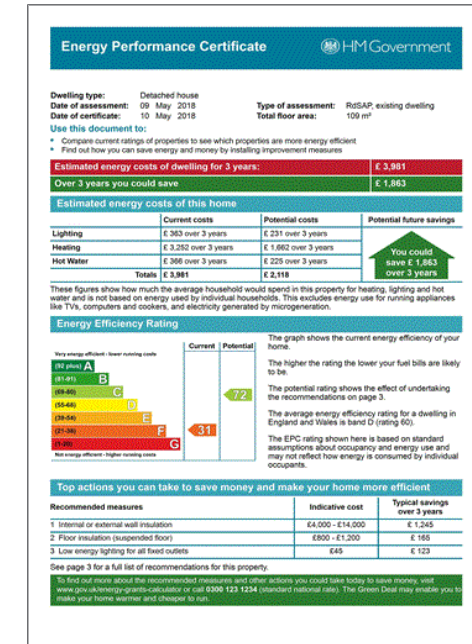 Energy Performance Certificate
HM Government
Dwelling type: Detached house
Date of assessment: 09 May 2018
Type of assessment: RdSAP, existing dwelling
Date of certificate: 10 May 2018
Total floor area: 109 m²
Use this document to:
• Compare current ratings of properties to see which properties are more energy efficient
• Find out how you can save energy and money by installing improvement measures
Estimated energy costs of dwelling for 3 years: £ 3,981
Over 3 years you could save £ 1,863
Estimated energy costs of this home
Current costs Potential costs Potential future savings
Lighting £ 363 over 3 years £ 231 over 3 years
Heating £ 3,252 over 3 years £ 1,662 over 3 years
Hot Water £ 366 over 3 years £ 225 over 3 years
Totals £ 3,981 £ 2,118
You could
save £ 1,863
over 3 years
These figures show how much the average household would spend in this property for heating, lighting and hot
water and is not based on energy used by individual households. This excludes energy use for running appliances
like TVs, computers and cookers, and electricity generated by microgeneration.
Energy Efficiency Rating
Current Potential
Very energy efficient - lower running costs
(92 plus) A
(81-91) B
(69-80) C
(55-68) D
(39-54) E
(21-38) F
(1-20) G
Not energy efficient - higher running costs
72
31
The graph shows the current energy efficiency of your
home.
The higher the rating the lower your fuel bills are likely
to be.
The potential rating shows the effect of undertaking
the recommendations on page 3.
The average energy efficiency rating for a dwelling in
England and Wales is band D (rating 60).
The EPC rating shown here is based on standard
assumptions about occupancy and energy use and
may not reflect how energy is consumed by individual
occupants.
Top actions you can take to save money and make your home more efficient
Recommended measures Indicative cost Typical savings
over 3 years
1 Internal or external wall insulation £4,000 - £14,000 £ 1,245
2 Floor insulation (suspended floor) £800 - £1,200 £ 165
3 Low energy lighting for all fixed outlets £45 £ 123
See page 3 for a full list of recommendations for this property.
To find out more about the recommended measures and other actions you could take today to save money, visit
www.gov.uk/energy-grants-calculator or call 0300 123 1234 (standard national rate). The Green Deal may enable you to
make your home warmer and cheaper to run.